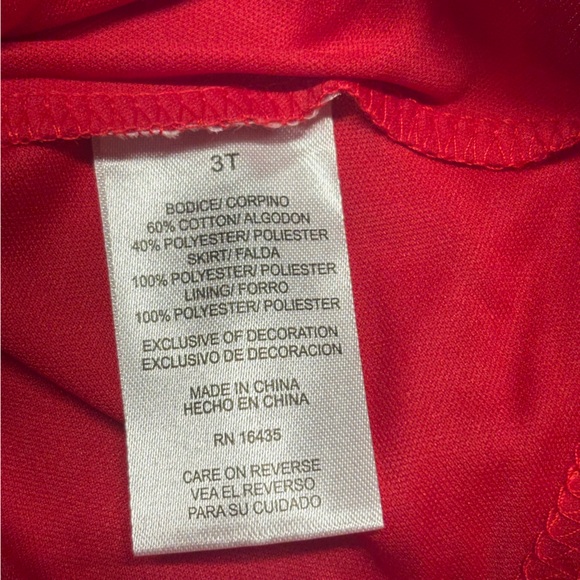 3T
BODICE/ CORPINO
60% COTTON/ ALGODON
40% POLYESTER/ POLIESTER
SKIRT/ FALDA
100% POLYESTER/ POLIESTER
LINING/ FORRO
100% POLYESTER/ POLIESTER
EXCLUSIVE OF DECORATION
EXCLUSIVO DE DECORACION
MADE IN CHINA
HECHO EN CHINA
RN 16435
CARE ON REVERSE
VEA EL REVERSO
PARA SU CUIDADO